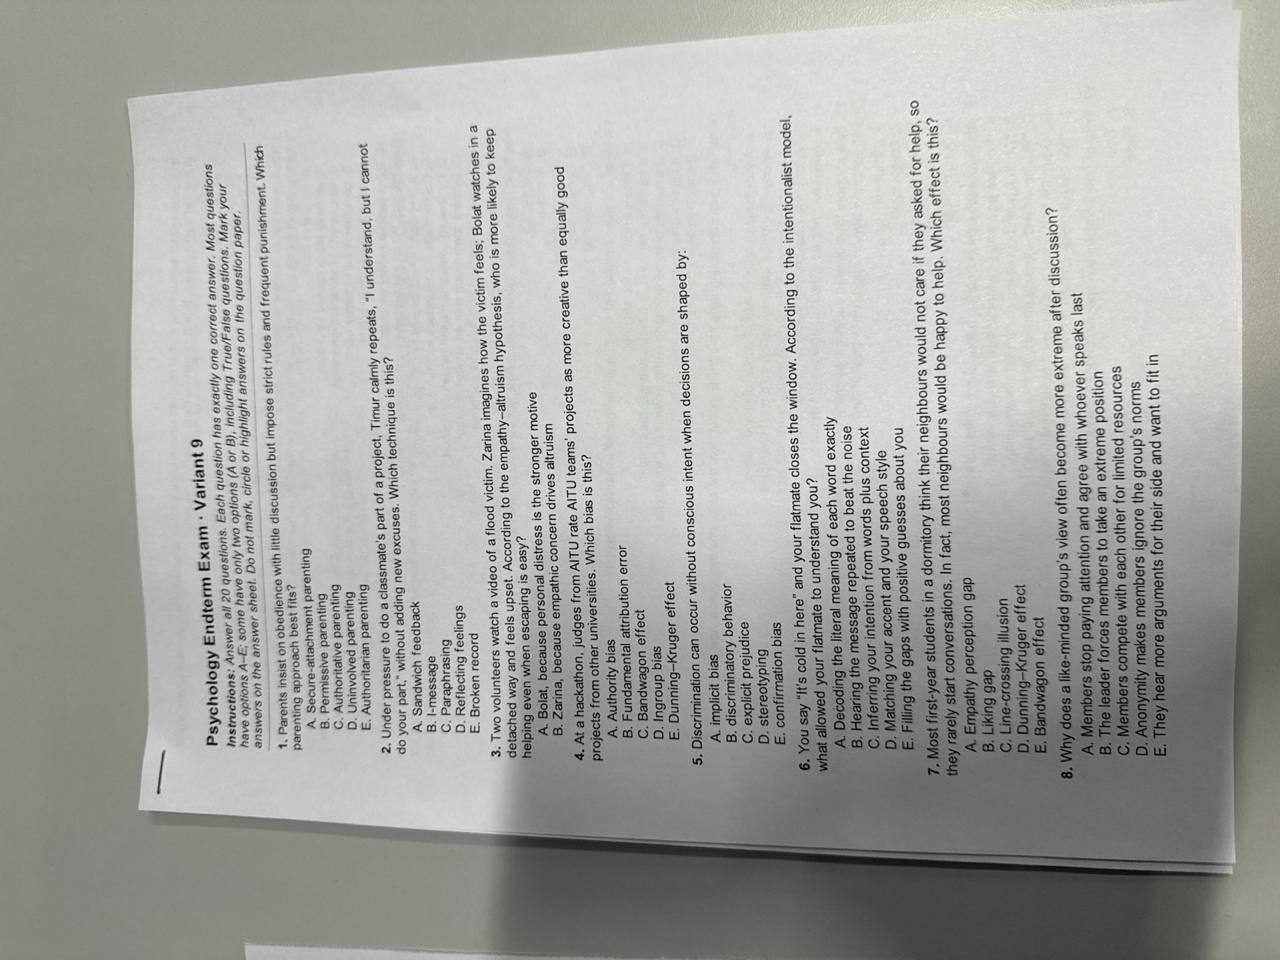 Psychology Endterm Exam · Variant 9
Instructions: Answer all 20 questions. Each question has exactly one correct answer. Most questions
have options A–E; some have only two options (A or B), including True/False questions. Mark your
answers on the answer sheet. Do not mark, circle or highlight answers on the question paper.
1. Parents insist on obedience with little discussion but impose strict rules and frequent punishment. Which
parenting approach best fits?
A. Secure-attachment parenting
B. Permissive parenting
C. Authoritative parenting
D. Uninvolved parenting
E. Authoritarian parenting
2. Under pressure to do a classmate's part of a project, Timur calmly repeats, "I understand, but I cannot
do your part," without adding new excuses. Which technique is this?
A. Sandwich feedback
B. I-message
C. Paraphrasing
D. Reflecting feelings
E. Broken record
3. Two volunteers watch a video of a flood victim. Zarina imagines how the victim feels; Bolat watches in a
detached way and feels upset. According to the empathy–altruism hypothesis, who is more likely to keep
helping even when escaping is easy?
A. Bolat, because personal distress is the stronger motive
B. Zarina, because empathic concern drives altruism
4. At a hackathon, judges from AITU rate AITU teams' projects as more creative than equally good
projects from other universities. Which bias is this?
A. Authority bias
B. Fundamental attribution error
C. Bandwagon effect
D. Ingroup bias
E. Dunning–Kruger effect
5. Discrimination can occur without conscious intent when decisions are shaped by:
A. implicit bias
B. discriminatory behavior
C. explicit prejudice
D. stereotyping
E. confirmation bias
6. You say "It's cold in here" and your flatmate closes the window. According to the intentionalist model,
what allowed your flatmate to understand you?
A. Decoding the literal meaning of each word exactly
B. Hearing the message repeated to beat the noise
C. Inferring your intention from words plus context
D. Matching your accent and your speech style
E. Filling the gaps with positive guesses about you
7. Most first-year students in a dormitory think their neighbours would not care if they asked for help, so
they rarely start conversations. In fact, most neighbours would be happy to help. Which effect is this?
A. Empathy perception gap
B. Liking gap
C. Line-crossing illusion
D. Dunning–Kruger effect
E. Bandwagon effect
8. Why does a like-minded group's view often become more extreme after discussion?
A. Members stop paying attention and agree with whoever speaks last
B. The leader forces members to take an extreme position
C. Members compete with each other for limited resources
D. Anonymity makes members ignore the group's norms
E. They hear more arguments for their side and want to fit in